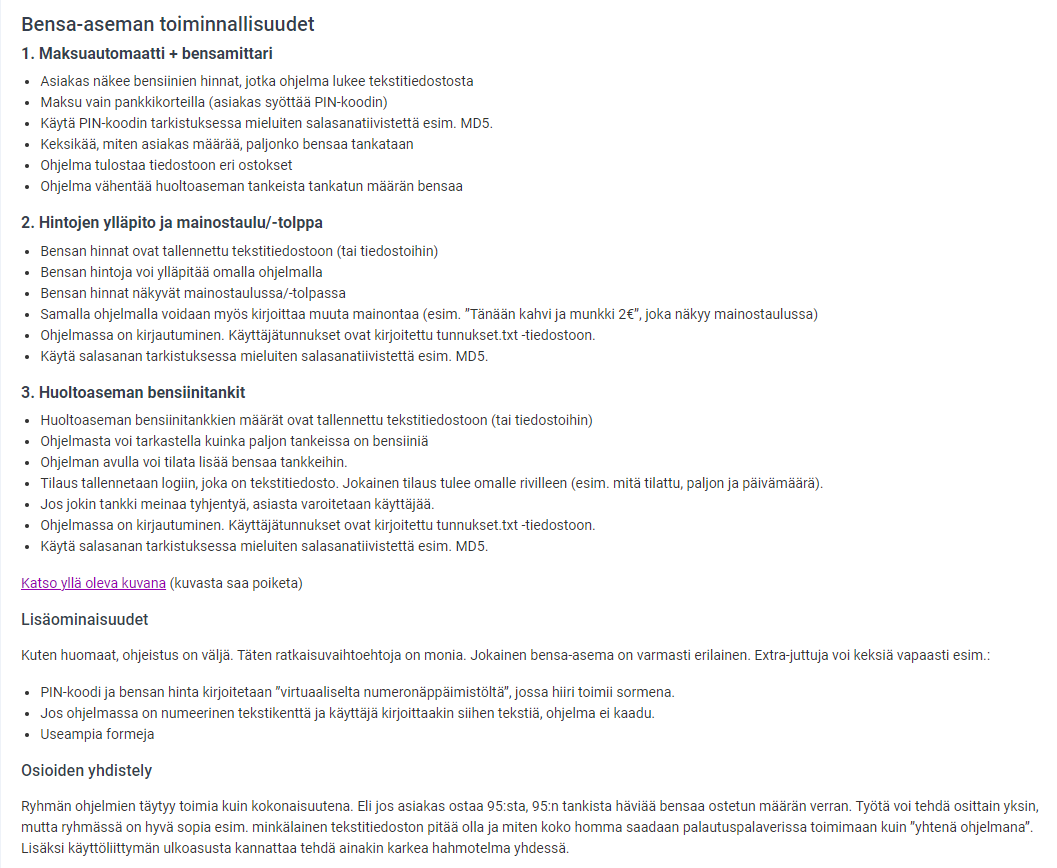 Bensa-aseman toiminnallisuudet
1. Maksuautomaatti + bensamittari
• Asiakas näkee bensiinien hinnat, jotka ohjelma lukee tekstitiedostosta
• Maksu vain pankkikorteilla (asiakas syöttää PIN-koodin)
• Käytä PIN-koodin tarkistuksessa mieluiten salasanatiivistettä esim. MD5.
• Keksikää, miten asiakas määrää, paljonko bensaa tankataan
• Ohjelma tulostaa tiedostoon eri ostokset
• Ohjelma vähentää huoltoaseman tankeista tankatun määrän bensaa
2. Hintojen ylläpito ja mainostaulu/-tolppa
• Bensan hinnat ovat tallennettu tekstitiedostoon (tai tiedostoihin)
• Bensan hintoja voi ylläpitää omalla ohjelmalla
• Bensan hinnat näkyvät mainostaulussa/-tolpassa
• Samalla ohjelmalla voidaan myös kirjoittaa muuta mainontaa (esim. ”Tänään kahvi ja munkki 2€”, joka näkyy mainostaulussa)
• Ohjelmassa on kirjautuminen. Käyttäjätunnukset ovat kirjoitettu tunnukset.txt -tiedostoon.
• Käytä salasanan tarkistuksessa mieluiten salasanatiivistettä esim. MD5.
3. Huoltoaseman bensiinitankit
• Huoltoaseman bensiinitankkien määrät ovat tallennettu tekstitiedostoon (tai tiedostoihin)
• Ohjelmasta voi tarkastella kuinka paljon tankeissa on bensiiniä
• Ohjelman avulla voi tilata lisää bensaa tankkeihin.
• Tilaus tallennetaan logiin, joka on tekstitiedosto. Jokainen tilaus tulee omalle rivilleen (esim. mitä tilattu, paljon ja päivämäärä).
• Jos jokin tankki meinaa tyhjentyä, asiasta varoitetaan käyttäjää.
• Ohjelmassa on kirjautuminen. Käyttäjätunnukset ovat kirjoitettu tunnukset.txt -tiedostoon.
• Käytä salasanan tarkistuksessa mieluiten salasanatiivistettä esim. MD5.
Katso yllä oleva kuvana (kuvasta saa poiketa)
Lisäominaisuudet
Kuten huomaat, ohjeistus on väljä. Täten ratkaisuvaihtoehtoja on monia. Jokainen bensa-asema on varmasti erilainen. Extra-juttuja voi keksiä vapaasti esim.:
• PIN-koodi ja bensan hinta kirjoitetaan ”virtuaaliselta numeronäppäimistöltä”, jossa hiiri toimii sormena.
• Jos ohjelmassa on numeerinen tekstikenttä ja käyttäjä kirjoittaakin siihen tekstiä, ohjelma ei kaadu.
• Useampia formeja
Osioiden yhdistely
Ryhmän ohjelmien täytyy toimia kuin kokonaisuutena. Eli jos asiakas ostaa 95:sta, 95:n tankista häviää bensaa ostetun määrän verran. Työtä voi tehdä osittain yksin,
mutta ryhmässä on hyvä sopia esim. minkälainen tekstitiedoston pitää olla ja miten koko homma saadaan palautuspalaverissa toimimaan kuin ”yhtenä ohjelmana”.
Lisäksi käyttöliittymän ulkoasusta kannattaa tehdä ainakin karkea hahmotelma yhdessä.